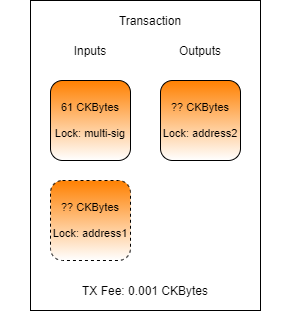 Transaction
Inputs
Outputs
61 CKBytes
Lock: multi-sig
?? CKBytes
Lock: address2
?? CKBytes
Lock: address1
TX Fee: 0.001 CKBytes